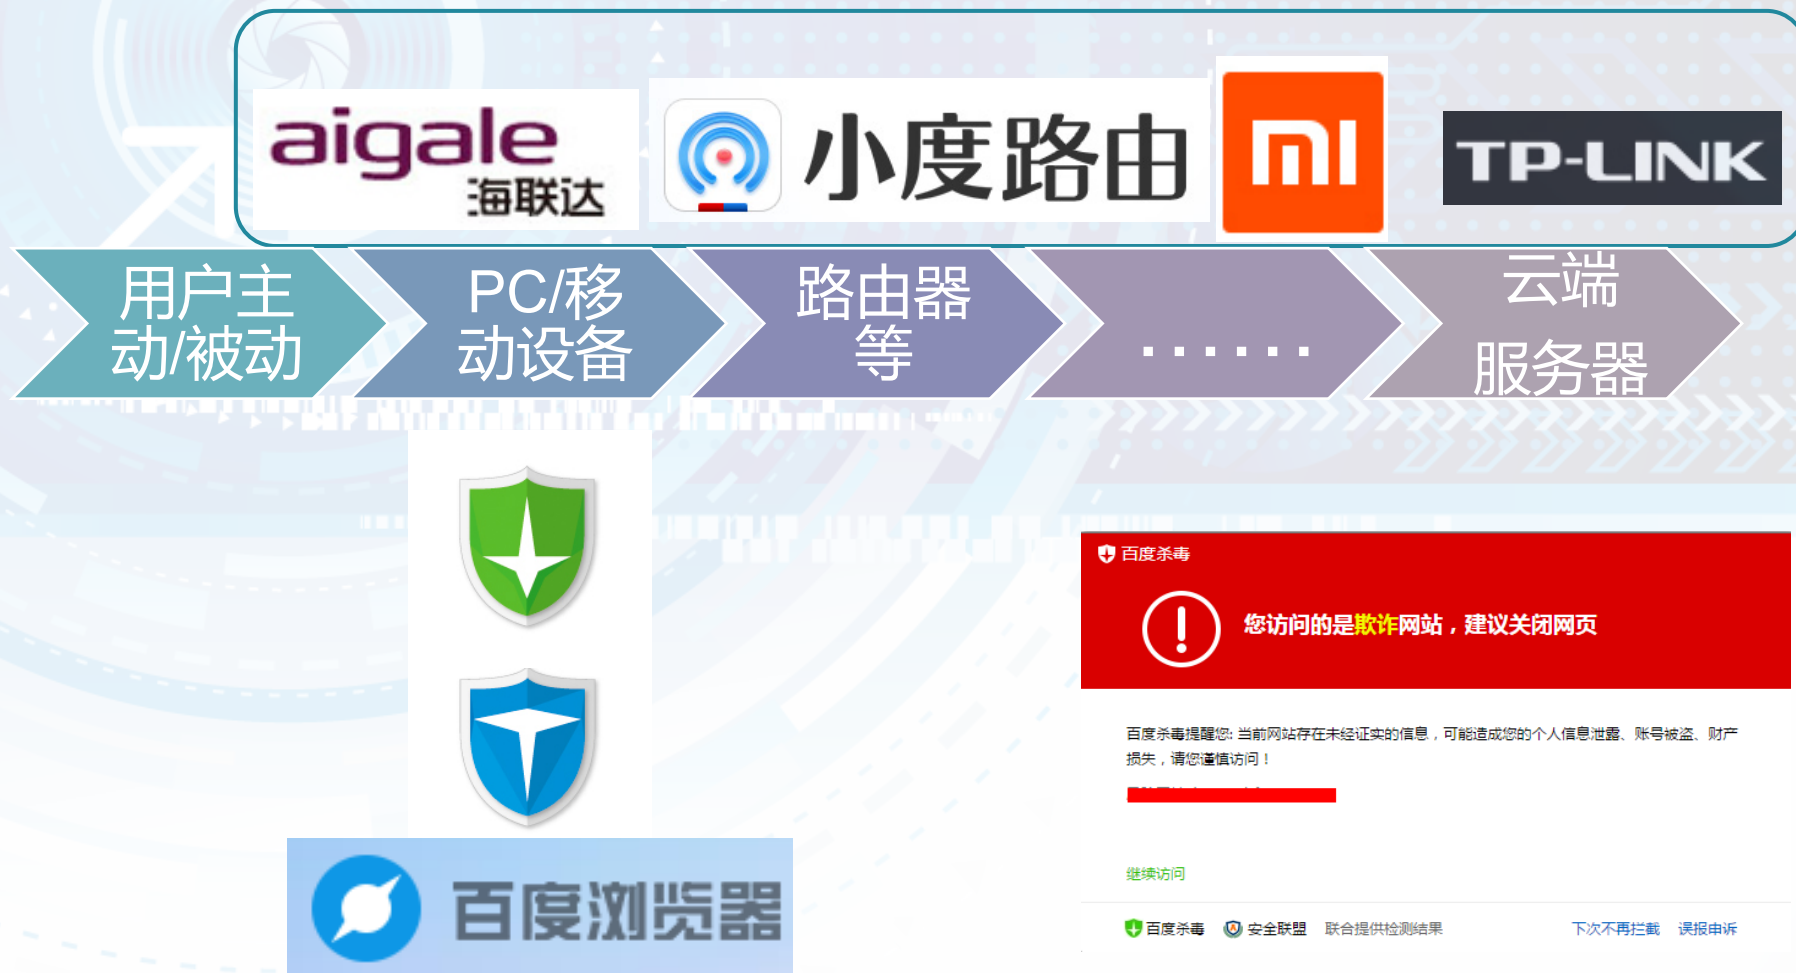 aigale
海联达
小度路由
mi
TP-LINK
用户主
动/被动
PC/移
动设备
路由器
等
......
云端
服务器
百度杀毒
您访问的是欺诈网站，建议关闭网页
百度杀毒提醒您: 当前网站存在未经证实的信息，可能造成您的个人信息泄露、账号被盗、财产
损失，请您谨慎访问！
继续访问
百度杀毒 安全联盟 联合提供检测结果 下次不再拦截 误报申诉
百度浏览器